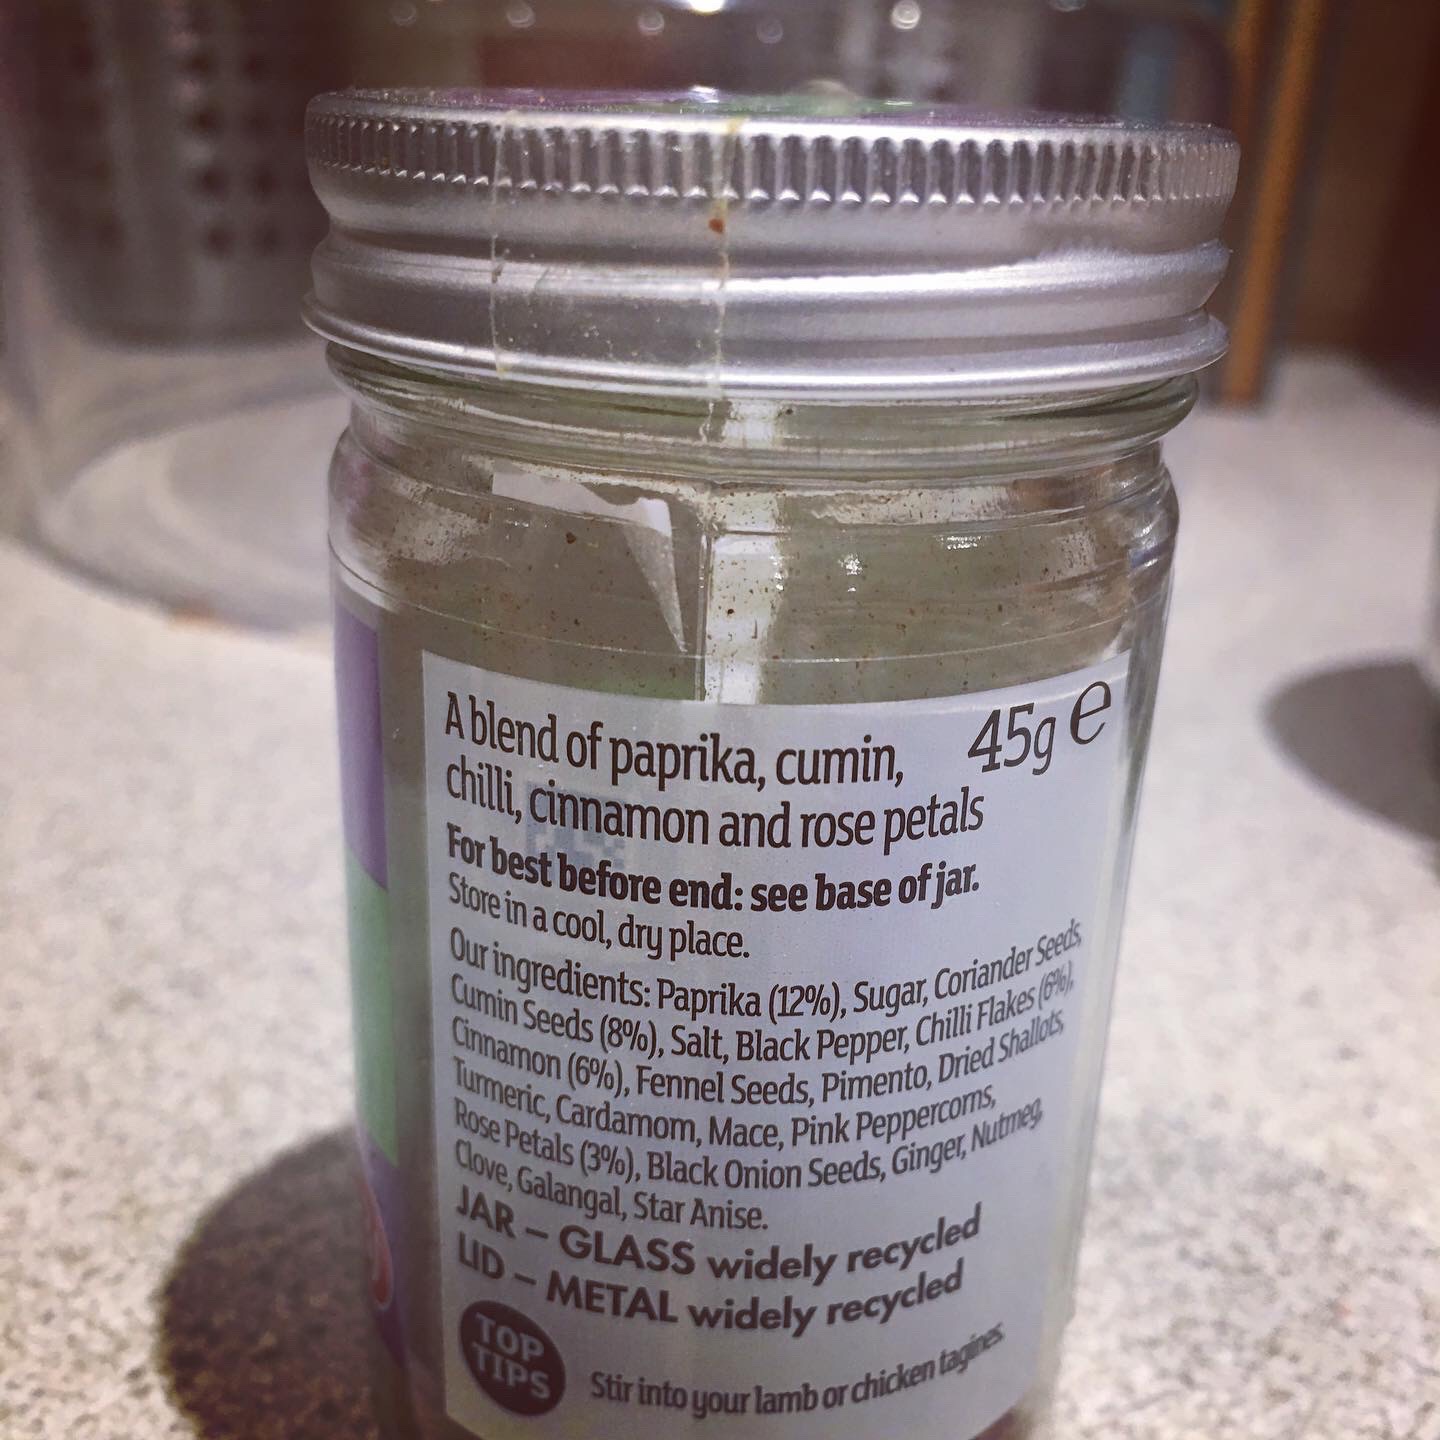 A blend of paprika, cumin, 45g ℮
chilli, cinnamon and rose petals
For best before end: see base of jar.
Store in a cool, dry place.
Our ingredients: Paprika (12%), Sugar, Coriander Seeds,
Cumin Seeds (8%), Salt, Black Pepper, Chilli Flakes (6%),
Cinnamon (6%), Fennel Seeds, Pimento, Dried Shallots,
Turmeric, Cardamom, Mace, Pink Peppercorns,
Rose Petals (3%), Black Onion Seeds, Ginger, Nutmeg,
Clove, Galangal, Star Anise.
JAR – GLASS widely recycled
LID – METAL widely recycled
TOP
TIPS
Stir into your lamb or chicken tagines.